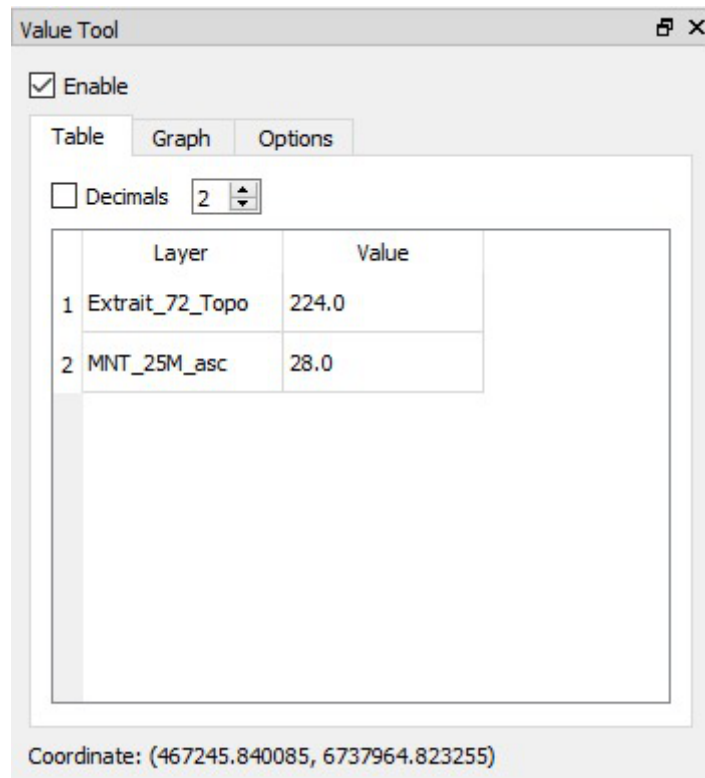 Value Tool
Enable
Table Graph Options
Decimals 2
Layer Value
1 Extrait_72_Topo 224.0
2 MNT_25M_asc 28.0
Coordinate: (467245.840085, 6737964.823255)